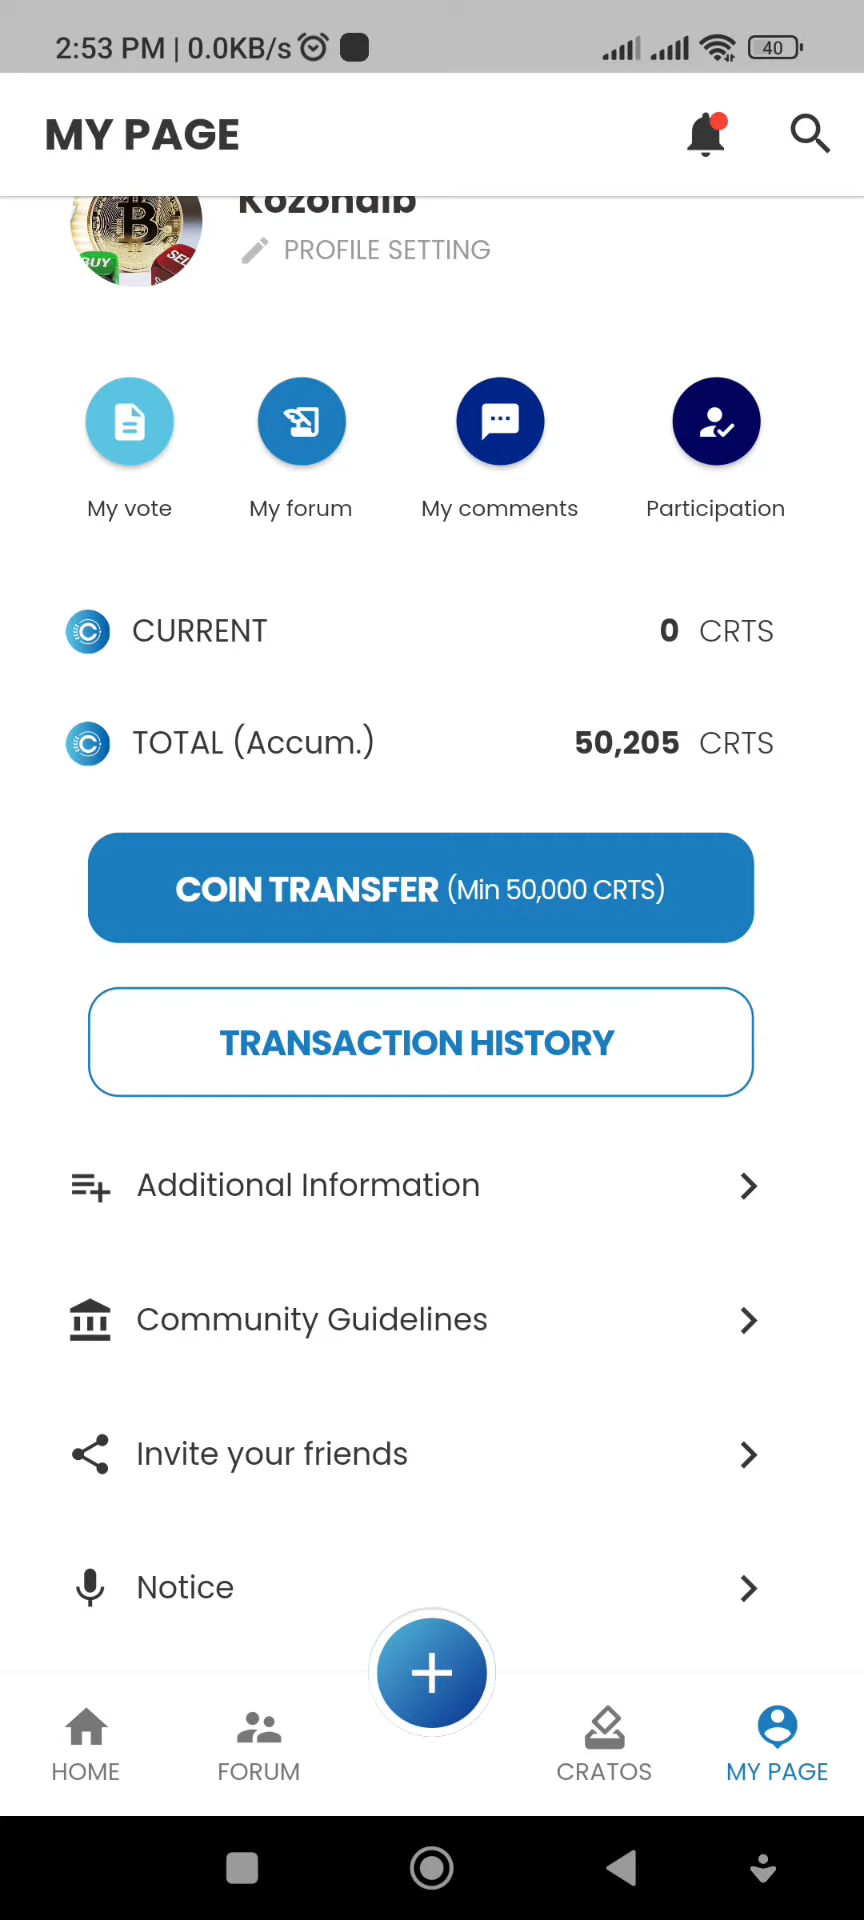 2:53 PM | 0.0KB/s
40
MY PAGE
BUY
PROFILE SETTING
My vote
My forum
My comments
Participation
CURRENT 0 CRTS
TOTAL (Accum.) 50,205 CRTS
COIN TRANSFER (Min 50,000 CRTS)
TRANSACTION HISTORY
Additional Information
Community Guidelines
Invite your friends
Notice
HOME
FORUM
CRATOS
MY PAGE